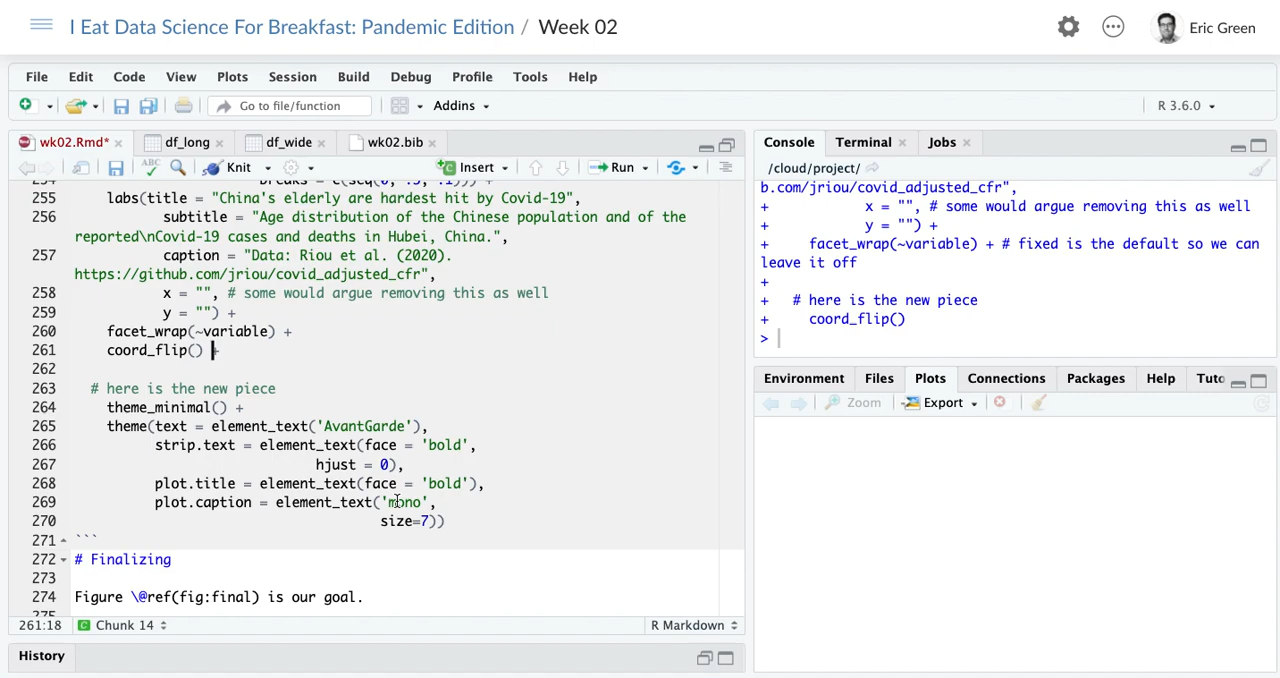 I Eat Data Science For Breakfast: Pandemic Edition / Week 02
Eric Green
File Edit Code View Plots Session Build Debug Profile Tools Help
Go to file/function
Addins
R 3.6.0
wk02.Rmd* df_long df_wide wk02.bib
ABC Knit Insert Run
255 labs(title = "China's elderly are hardest hit by Covid-19",
256 subtitle = "Age distribution of the Chinese population and of the
reported\nCovid-19 cases and deaths in Hubei, China.",
257 caption = "Data: Riou et al. (2020).
https://github.com/jriou/covid_adjusted_cfr",
258 x = "", # some would argue removing this as well
259 y = "") +
260 facet_wrap(~variable) +
261 coord_flip() +
262
263 # here is the new piece
264 theme_minimal() +
265 theme(text = element_text('AvantGarde'),
266 strip.text = element_text(face = 'bold',
267 hjust = 0),
268 plot.title = element_text(face = 'bold'),
269 plot.caption = element_text('mono',
270 size=7))
271 ```
272 # Finalizing
273
274 Figure \@ref(fig:final) is our goal.
261:18 Chunk 14 R Markdown
History
Console Terminal Jobs
/cloud/project/
b.com/jriou/covid_adjusted_cfr",
+ x = "", # some would argue removing this as well
+ y = "") +
+ facet_wrap(~variable) + # fixed is the default so we can
leave it off
+
+ # here is the new piece
+ coord_flip()
>
Environment Files Plots Connections Packages Help Tuto
Zoom Export